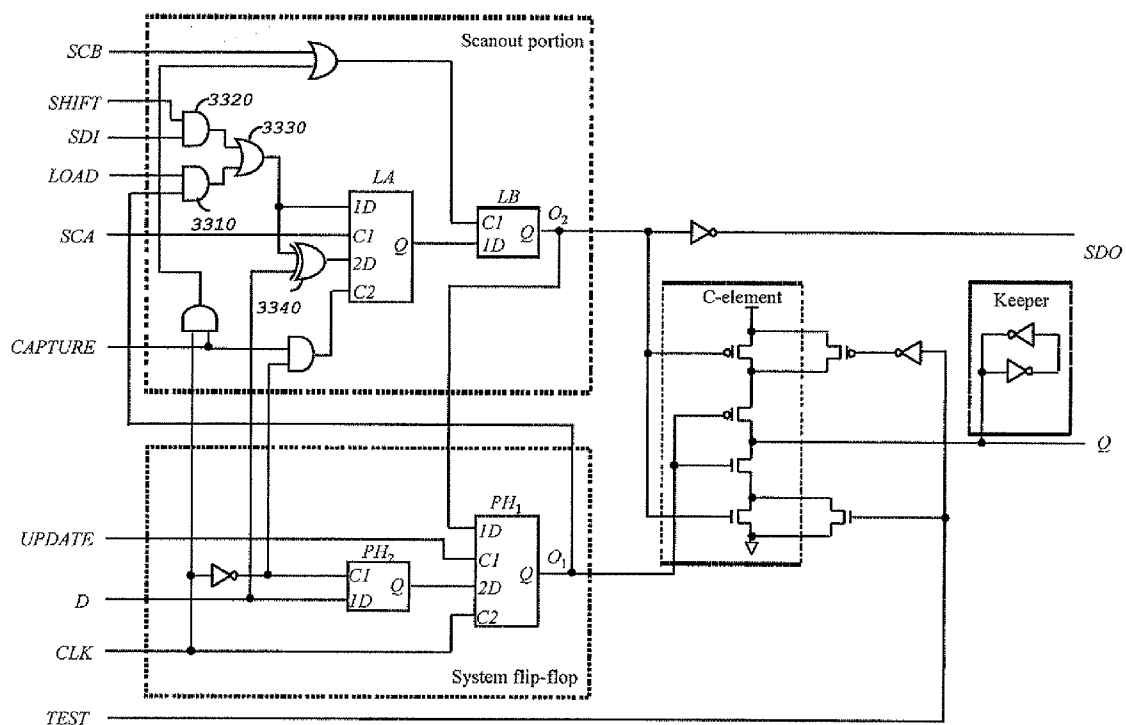 SCB
Scanout portion
SHIFT
3320
SDI
3330
LOAD
LA
LB
O2
1D
C1
SCA
3310
C1
Q
1D
Q
2D
SDO
C2
3340
C-element
Keeper
CAPTURE
Q
PH1
1D
UPDATE
C1
O1
PH2
C1
Q
2D
Q
D
1D
C2
CLK
System flip-flop
TEST